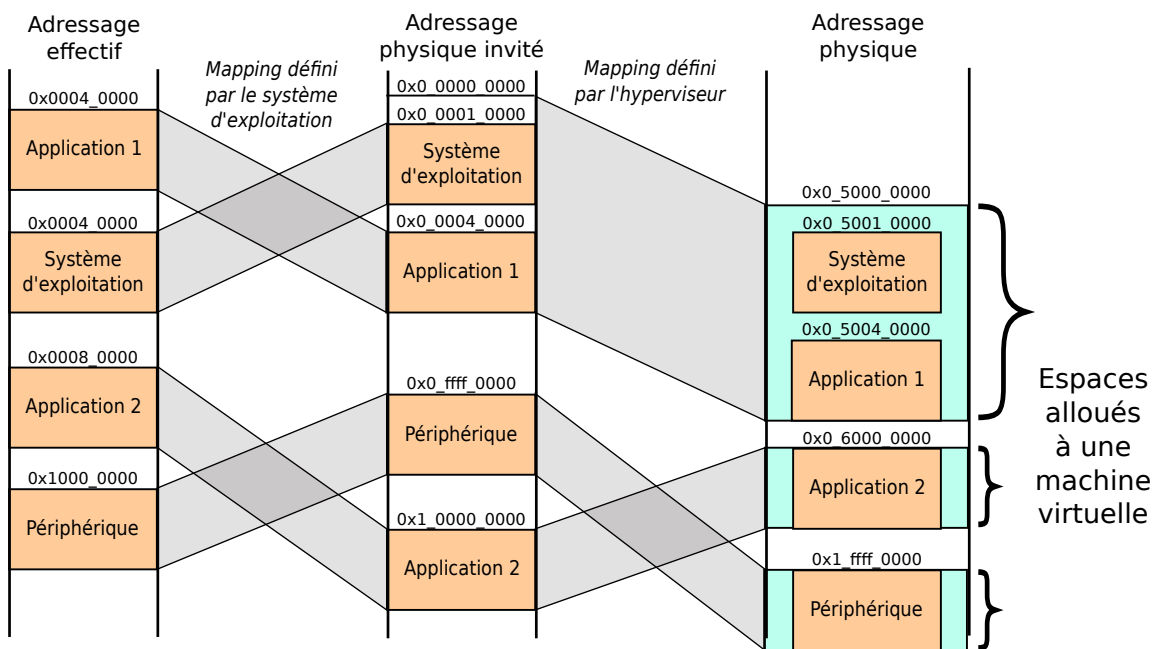 Adressage
effectif
Adressage
physique invité
Adressage
physique
Mapping défini
par le système
d'exploitation
Mapping défini
par l'hyperviseur
0x0004_0000
Application 1
0x0004_0000
Système
d'exploitation
0x0008_0000
Application 2
0x1000_0000
Périphérique
0x0_0000_0000
0x0_0001_0000
Système
d'exploitation
0x0_0004_0000
Application 1
0x0_ffff_0000
Périphérique
0x1_0000_0000
Application 2
0x0_5000_0000
0x0_5001_0000
Système
d'exploitation
0x0_5004_0000
Application 1
0x0_6000_0000
Application 2
0x1_ffff_0000
Périphérique
Espaces
alloués
à une
machine
virtuelle